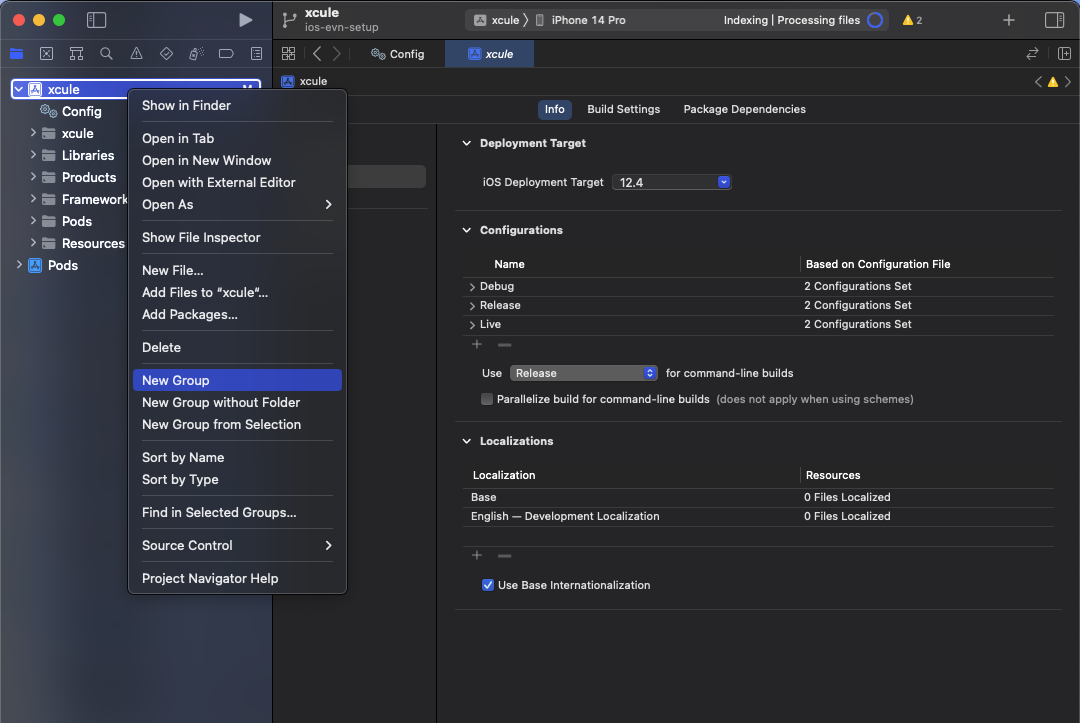 xcule
ios-evn-setup
xcule
iPhone 14 Pro
Indexing | Processing files
2
Config
xcule
xcule
xcule
Config
xcule
Libraries
Products
Framework
Pods
Resources
Pods
Show in Finder
Open in Tab
Open in New Window
Open with External Editor
Open As
Show File Inspector
New File...
Add Files to “xcule“...
Add Packages...
Delete
New Group
New Group without Folder
New Group from Selection
Sort by Name
Sort by Type
Find in Selected Groups...
Source Control
Project Navigator Help
Info Build Settings Package Dependencies
Deployment Target
iOS Deployment Target 12.4
Configurations
Name Based on Configuration File
Debug 2 Configurations Set
Release 2 Configurations Set
Live 2 Configurations Set
Use Release for command-line builds
Parallelize build for command-line builds (does not apply when using schemes)
Localizations
Localization Resources
Base 0 Files Localized
English — Development Localization 0 Files Localized
Use Base Internationalization